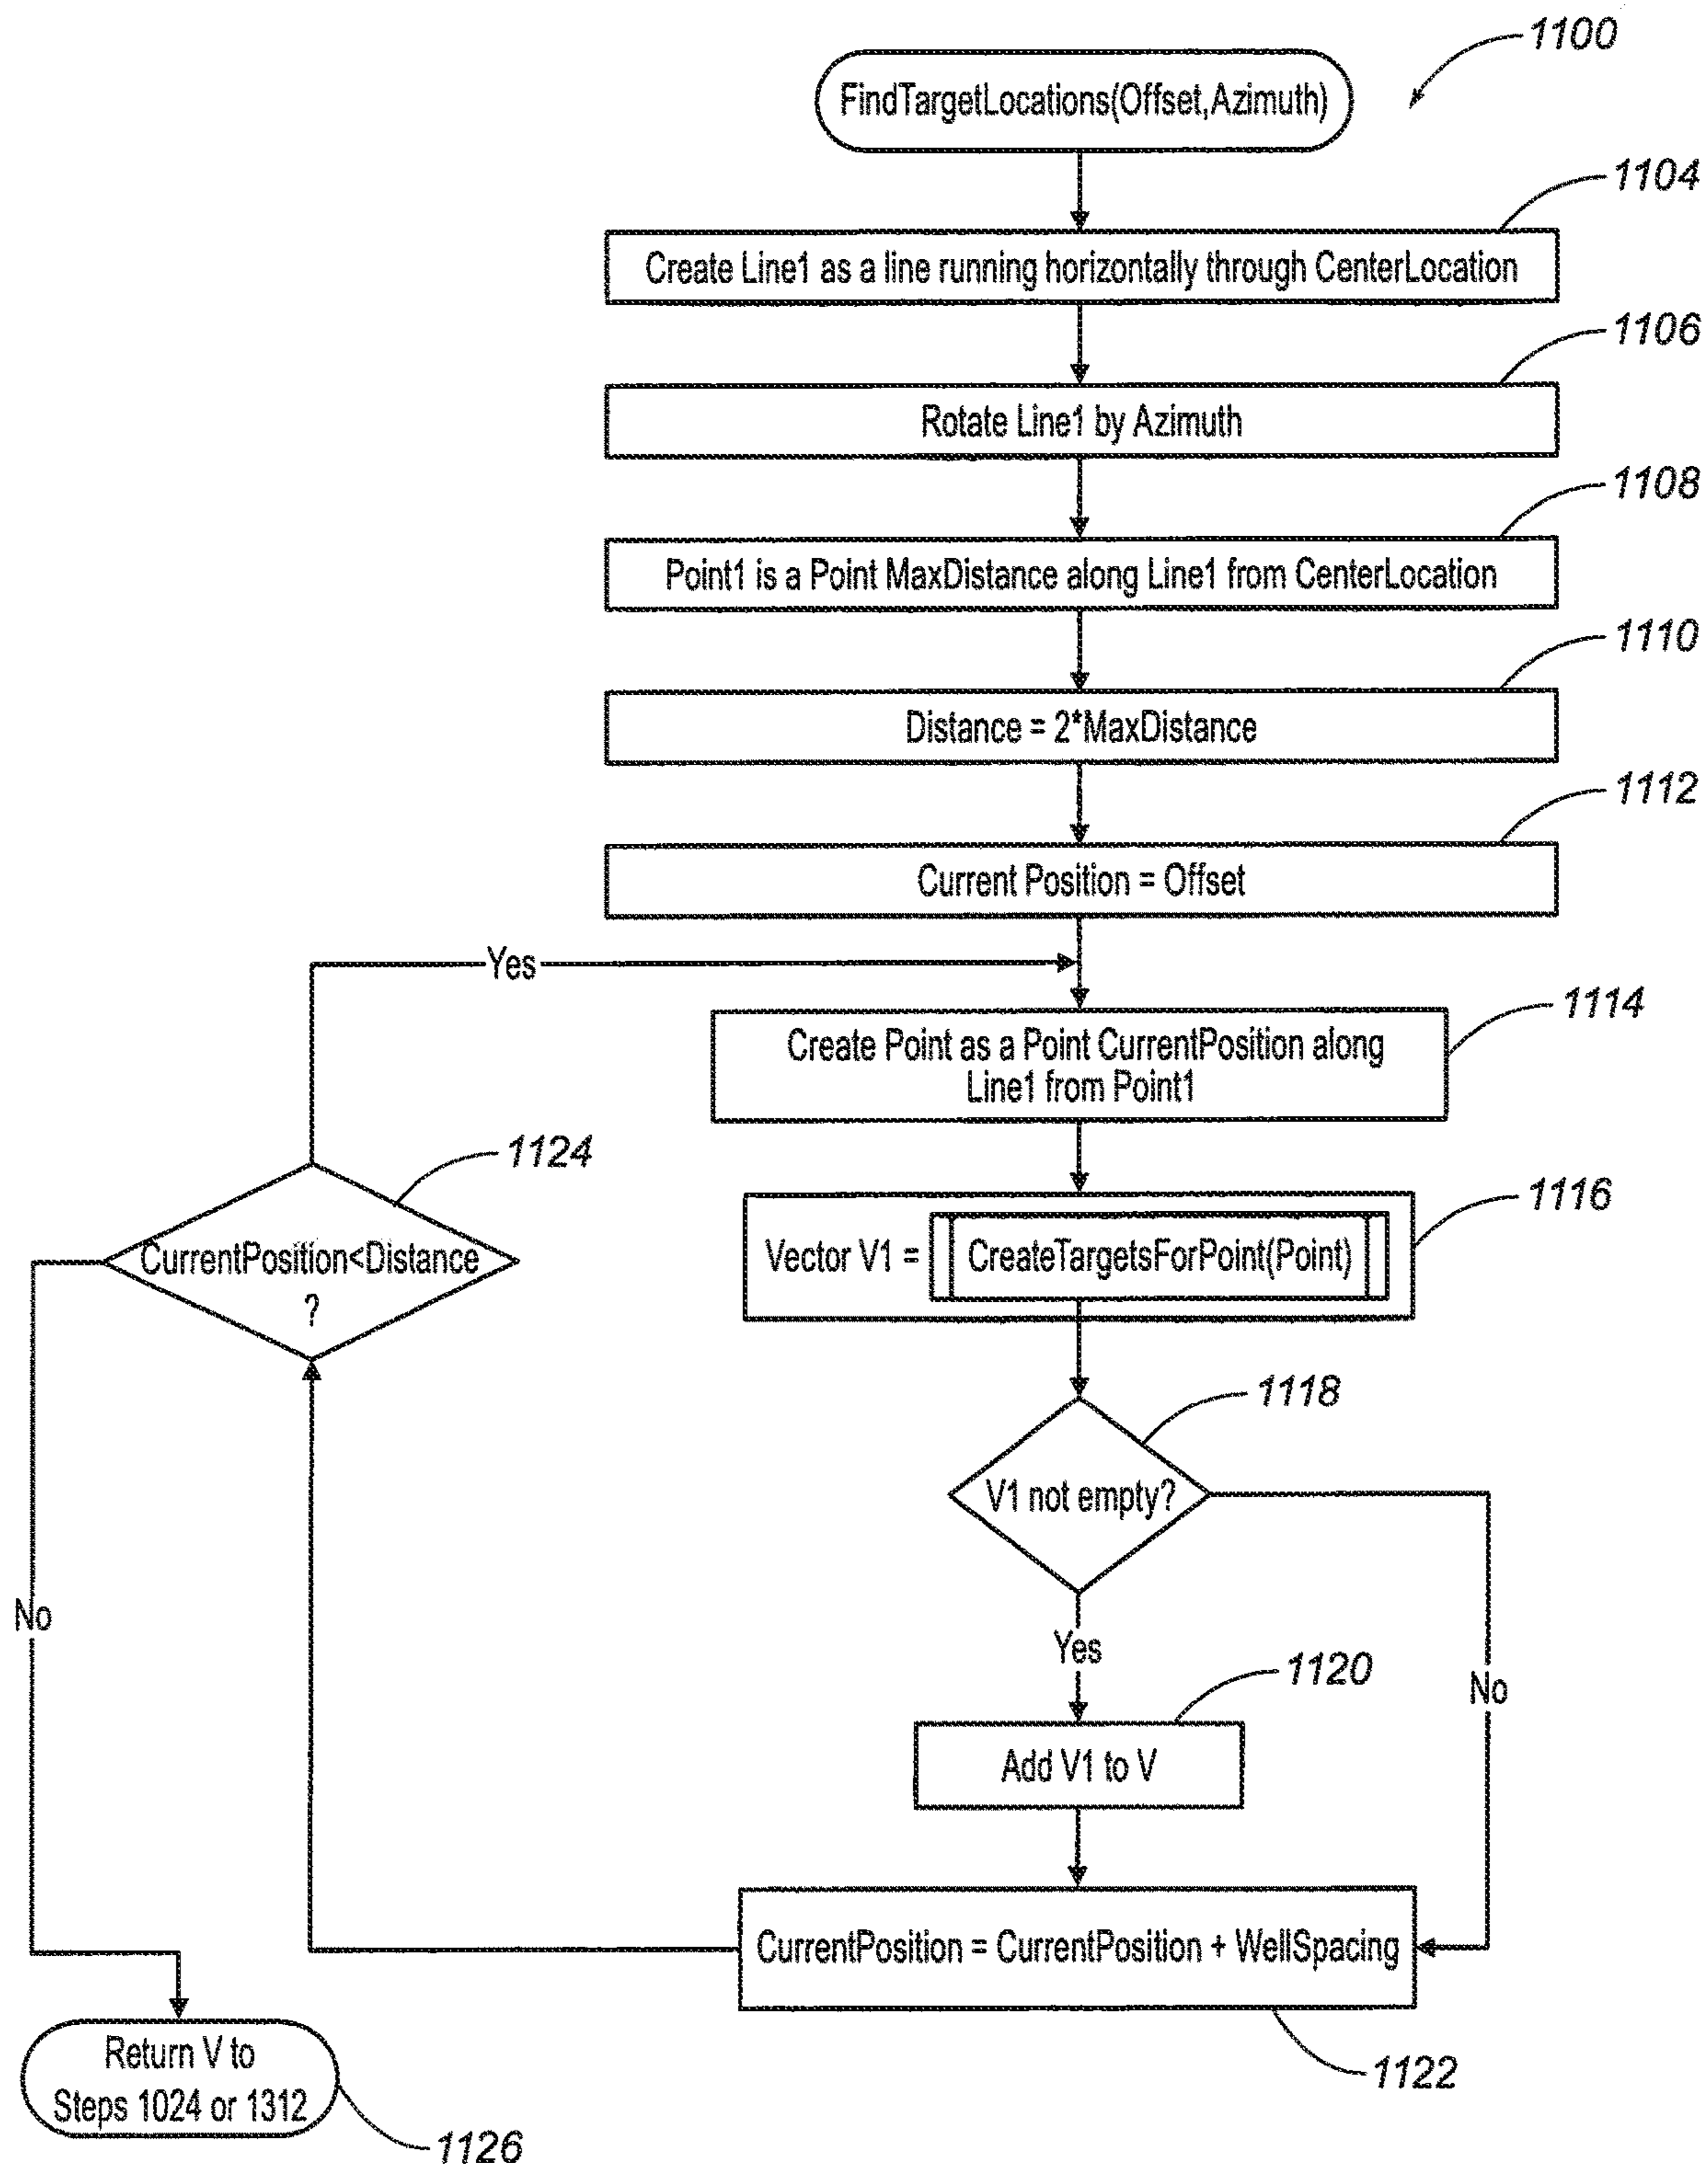 1100
FindTargetLocations(Offset,Azimuth)
1104
Create Line1 as a line running horizontally through CenterLocation
1106
Rotate Line1 by Azimuth
1108
Point1 is a Point MaxDistance along Line1 from CenterLocation
1110
Distance = 2*MaxDistance
1112
Current Position = Offset
Yes
1114
Create Point as a Point CurrentPosition along
Line1 from Point1
1124
CurrentPosition<Distance
?
1116
Vector V1 = CreateTargetsForPoint(Point)
1118
V1 not empty?
No
Yes
No
1120
Add V1 to V
CurrentPosition = CurrentPosition + WellSpacing
1122
Return V to
Steps 1024 or 1312
1126